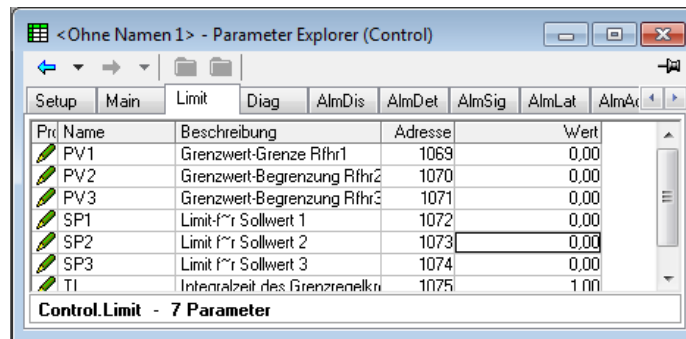 <Ohne Namen 1> - Parameter Explorer (Control)
Setup Main Limit Diag AlmDis AlmDet AlmSig AlmLat
Name Beschreibung Adresse Wert
PV1 Grenzwert-Grenze Rfhr1 1069 0,00
PV2 Grenzwert-Begrenzung Rfhr2 1070 0,00
PV3 Grenzwert-Begrenzung Rfhr3 1071 0,00
SP1 Limit-f~r Sollwert 1 1072 0,00
SP2 Limit f~r Sollwert 2 1073 0,00
SP3 Limit f~r Sollwert 3 1074 0,00
TI Integralzeit des Grenzregelkr 1075 1,00
Control.Limit - 7 Parameter